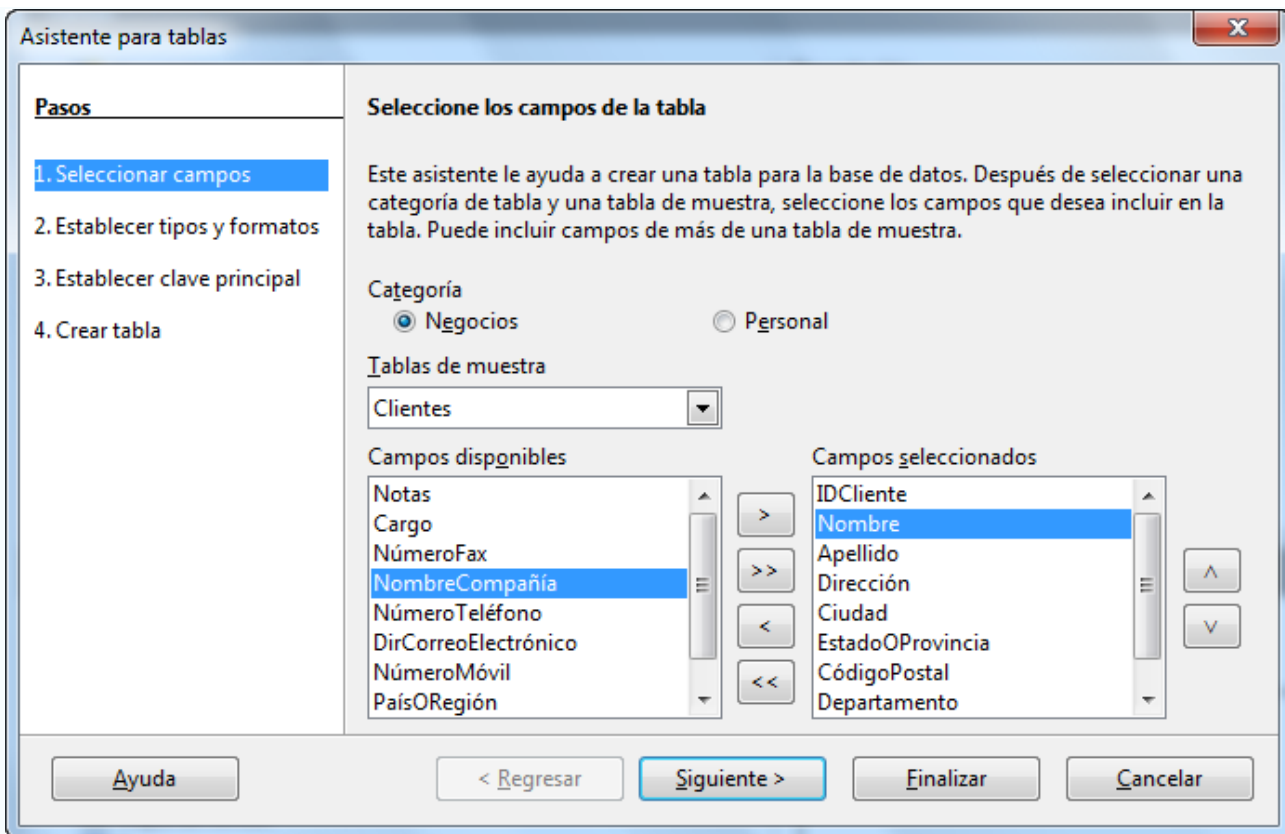 Asistente para tablas
X
Pasos
1. Seleccionar campos
2. Establecer tipos y formatos
3. Establecer clave principal
4. Crear tabla
Seleccione los campos de la tabla
Este asistente le ayuda a crear una tabla para la base de datos. Después de seleccionar una
categoría de tabla y una tabla de muestra, seleccione los campos que desea incluir en la
tabla. Puede incluir campos de más de una tabla de muestra.
Categoría
Negocios
Personal
Tablas de muestra
Clientes
Campos disponibles
Notas
Cargo
NúmeroFax
NombreCompañía
NúmeroTeléfono
DirCorreoElectrónico
NúmeroMóvil
PaísORegión
>
>>
<
<<
Campos seleccionados
IDCliente
Nombre
Apellido
Dirección
Ciudad
EstadoOProvincia
CódigoPostal
Departamento
Ayuda
< Regresar
Siguiente >
Finalizar
Cancelar